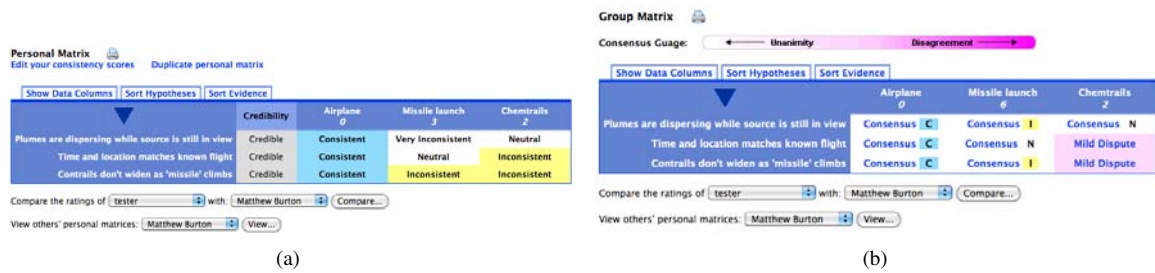 Personal Matrix
Edit your consistency scores Duplicate personal matrix
Show Data Columns Sort Hypotheses Sort Evidence
Credibility Airplane 0 Missile launch 3 Chemtrails 2
Plumes are dispersing while source is still in view Credible Consistent Very Inconsistent Neutral
Time and location matches known flight Credible Consistent Neutral Inconsistent
Contrails don't widen as 'missile' climbs Credible Consistent Inconsistent Inconsistent
Compare the ratings of tester with: Matthew Burton Compare...
View others' personal matrices: Matthew Burton View...
(a)
Group Matrix
Consensus Guage: Unanimity Disagreement
Show Data Columns Sort Hypotheses Sort Evidence
Airplane 0 Missile launch 6 Chemtrails 2
Plumes are dispersing while source is still in view Consensus C Consensus I Consensus N
Time and location matches known flight Consensus C Consensus N Mild Dispute
Contrails don't widen as 'missile' climbs Consensus C Consensus I Mild Dispute
Compare the ratings of tester with: Matthew Burton Compare...
View others' personal matrices: Matthew Burton View...
(b)